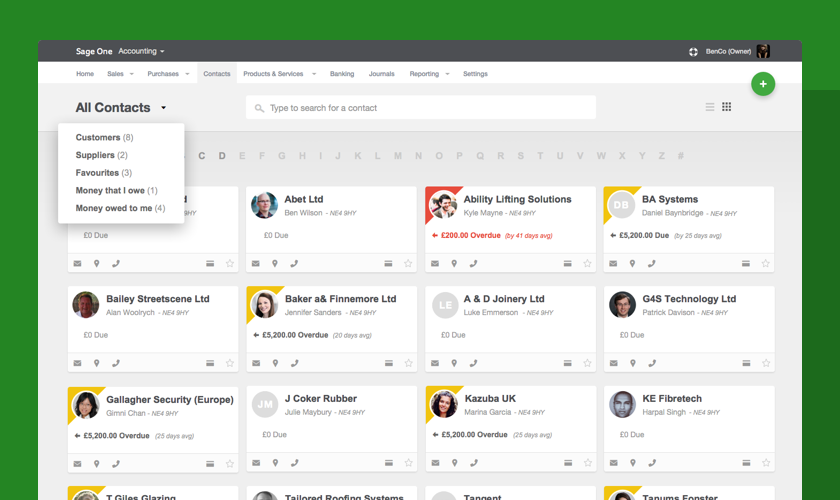 Sage One Accounting BenCo (Owner)
Home Sales Purchases Contacts Products & Services Banking Journals Reporting Settings
+
All Contacts
Type to search for a contact
Customers (8)
Suppliers (2)
Favourites (3)
Money that I owe (1)
Money owed to me (4)
C D E F G H I J K L M N O P Q R S T U V W X Y Z #
£0 Due
Abet Ltd
Ben Wilson - NE4 9HY
£0 Due
Ability Lifting Solutions
Kyle Mayne - NE4 9HY
£200.00 Overdue (by 41 days avg)
DB
BA Systems
Daniel Baynbridge - NE4 9HY
£5,200.00 Due (by 25 days avg)
Bailey Streetscene Ltd
Alan Woolrych - NE4 9HY
£0 Due
Baker a& Finnemore Ltd
Jennifer Sanders - NE4 9HY
£5,200.00 Overdue (20 days avg)
LE
A & D Joinery Ltd
Luke Emmerson - NE4 9HY
£0 Due
G4S Technology Ltd
Patrick Davison - NE4 9HY
£0 Due
Gallagher Security (Europe)
Gimni Chan - NE4 9HY
£5,200.00 Overdue (25 days avg)
JM
J Coker Rubber
Julie Maybury - NE4 9HY
£0 Due
Kazuba UK
Marina Garcia - NE4 9HY
£5,200.00 Overdue (25 days avg)
KE Fibretech
Harpal Singh - NE4 9HY
£0 Due
T Giles Glazing
Tailored Roofing Systems
Tangent
Tanums Fonster